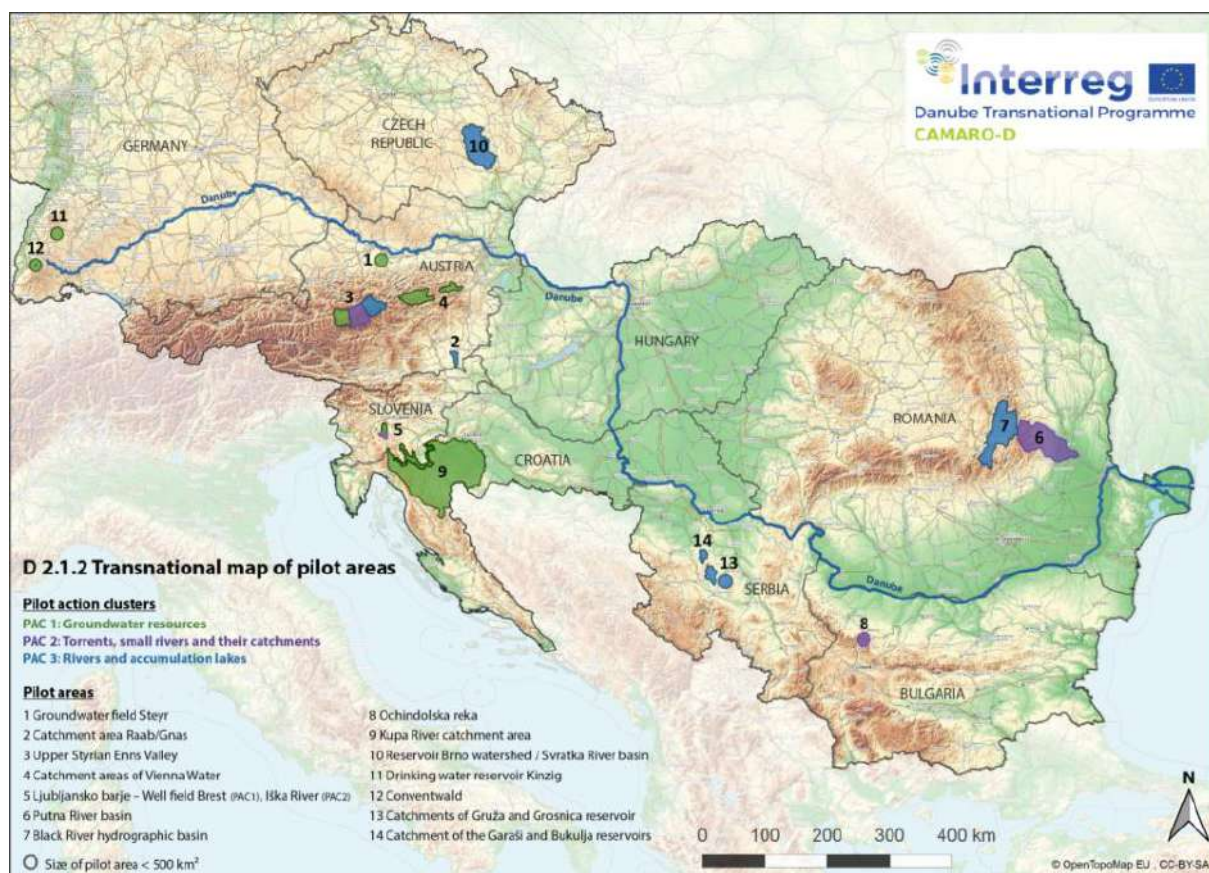 Interreg
EUROPEAN UNION
Danube Transnational Programme
CAMARO-D
GERMANY
CZECH
REPUBLIC
10
Danube
11
12
1
AUSTRIA
3
4
Danube
2
HUNGARY
SLOVENIA
5
9
CROATIA
ROMANIA
7
6
14
13
SERBIA
Danube
8
BULGARIA
D 2.1.2 Transnational map of pilot areas
Pilot action clusters
PAC 1: Groundwater resources
PAC 2: Torrents, small rivers and their catchments
PAC 3: Rivers and accumulation lakes
Pilot areas
1 Groundwater field Steyr
2 Catchment area Raab/Gnas
3 Upper Styrian Enns Valley
4 Catchment areas of Vienna Water
5 Ljubljansko barje – Well field Brest (PAC1), Iška River (PAC2)
6 Putna River basin
7 Black River hydrographic basin
8 Ochindolska reka
9 Kupa River catchment area
10 Reservoir Brno watershed / Svratka River basin
11 Drinking water reservoir Kinzig
12 Conventwald
13 Catchments of Gruža and Grosnica reservoir
14 Catchment of the Garaši and Bukulja reservoirs
Size of pilot area < 500 km²
0 100 200 300 400 km
N
© OpenTopoMap EU , CC-BY-SA